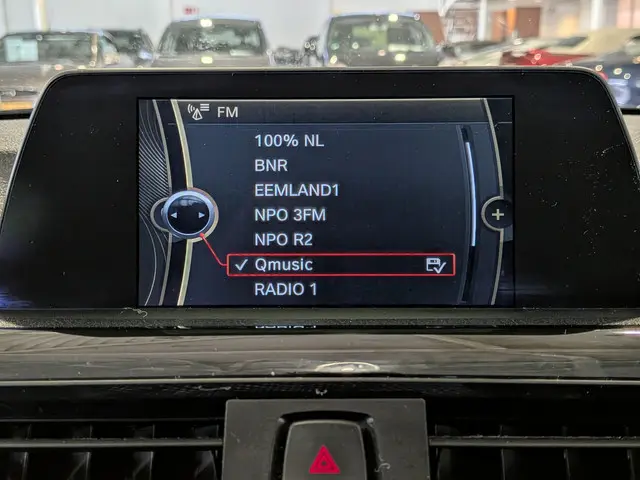 FM
100% NL
BNR
EEMLAND1
NPO 3FM
NPO R2
Qmusic
RADIO 1